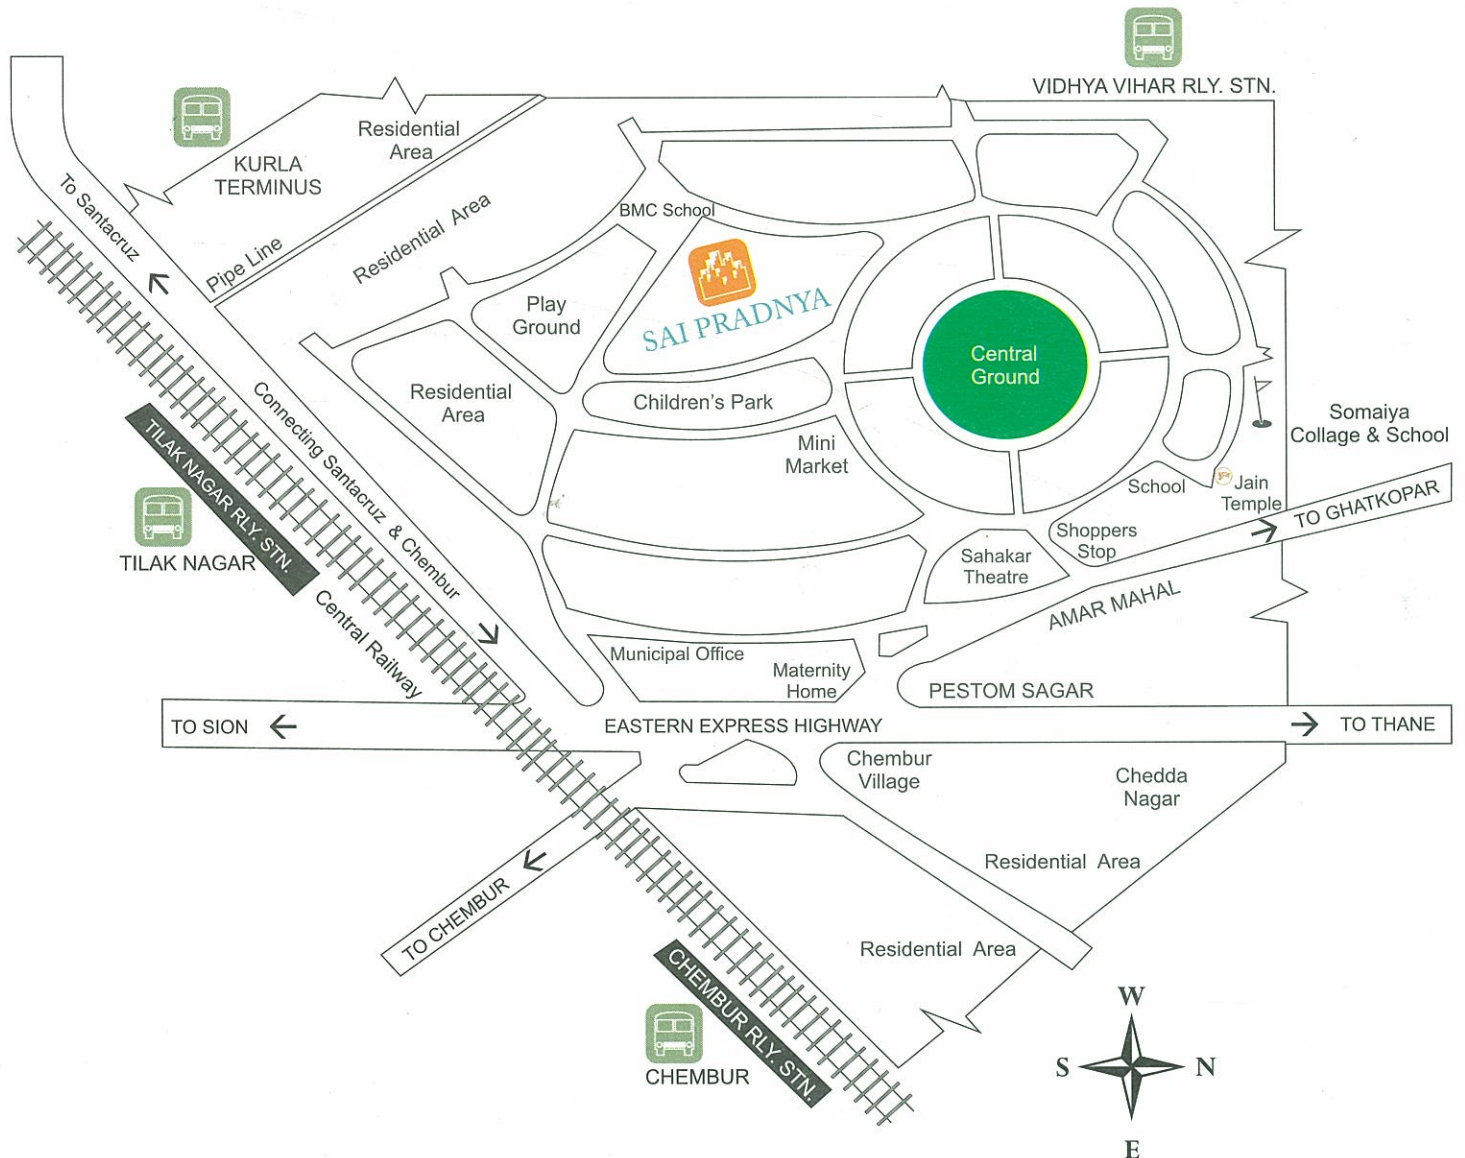 VIDHYA VIHAR RLY. STN.
KURLA
TERMINUS
Residential
Area
To Santacruz
Pipe Line
Residential Area
BMC School
SAI PRADNYA
Play
Ground
Central
Ground
Residential
Area
Children's Park
Mini
Market
Connecting Santacruz & Chembur
TILAK NAGAR RLY. STN.
TILAK NAGAR
Central Railway
Somaiya
Collage & School
School
Jain
Temple
TO GHATKOPAR
Shoppers
Stop
Sahakar
Theatre
AMAR MAHAL
Municipal Office
Maternity
Home
PESTOM SAGAR
TO SION
EASTERN EXPRESS HIGHWAY
TO THANE
Chembur
Village
Chedda
Nagar
Residential Area
TO CHEMBUR
Residential Area
CHEMBUR RLY. STN.
CHEMBUR
W
S
N
E